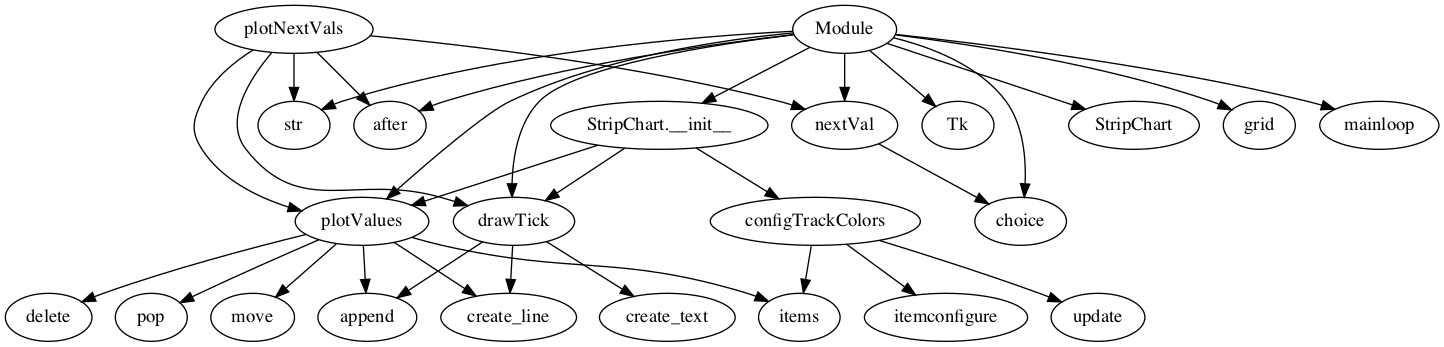 plotNextVals
Module
str
after
StripChart.__init__
nextVal
Tk
StripChart
grid
mainloop
plotValues
drawTick
configTrackColors
choice
delete
pop
move
append
create_line
create_text
items
itemconfigure
update